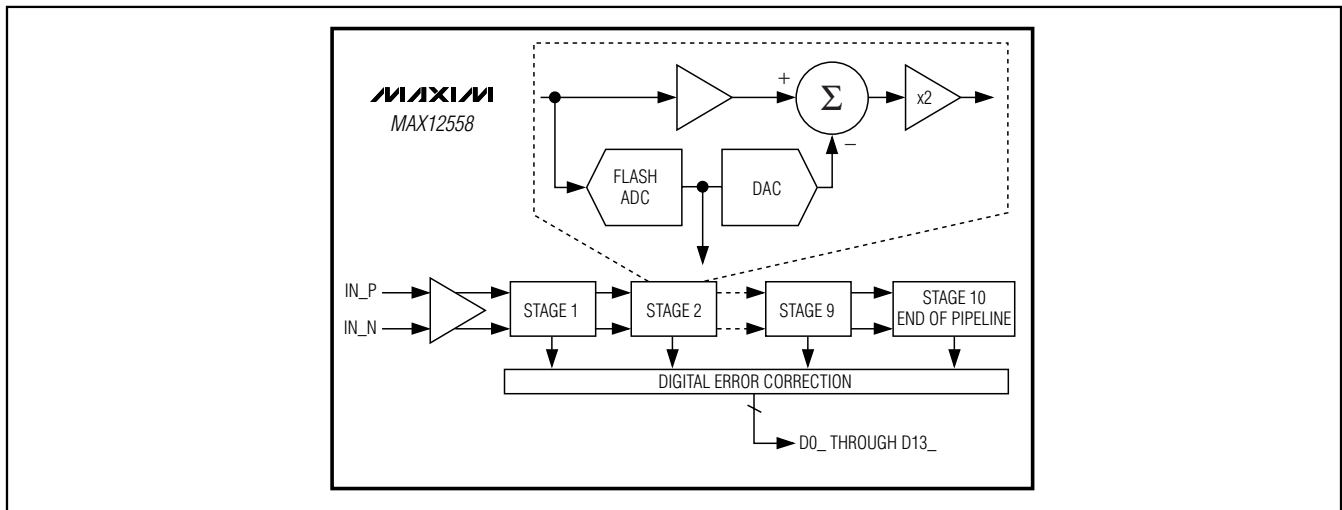 MAXIM
MAX12558
+
Σ
x2
−
FLASH
ADC
DAC
IN_P
IN_N
STAGE 1
STAGE 2
STAGE 9
STAGE 10
END OF PIPELINE
DIGITAL ERROR CORRECTION
D0_ THROUGH D13_